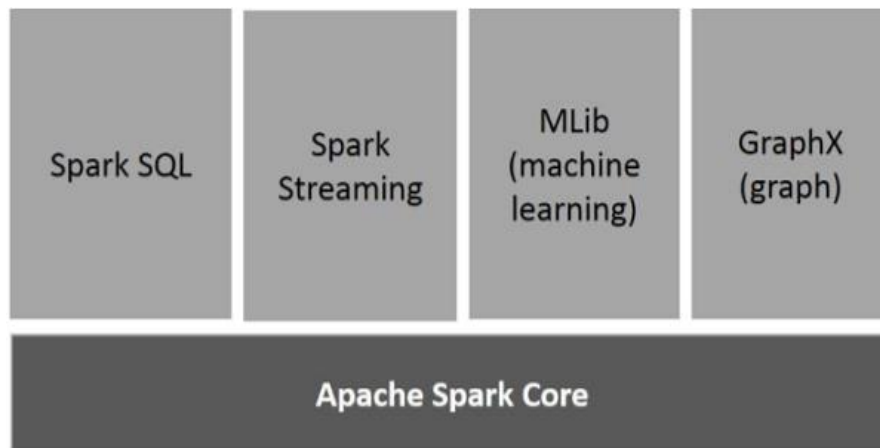 Spark SQL
Spark
Streaming
MLib
(machine
learning)
GraphX
(graph)
Apache Spark Core